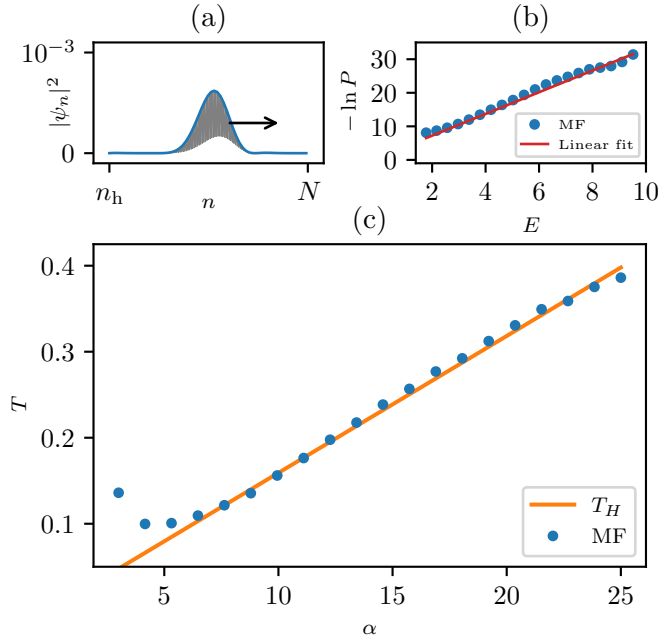 (a)
10⁻³
|ψₙ|²
0
n_h
n
N
(b)
− ln P
30
20
10
0
MF
Linear fit
2
4
6
8
10
E
(c)
T
0.4
0.3
0.2
0.1
T_H
MF
5
10
15
20
25
α